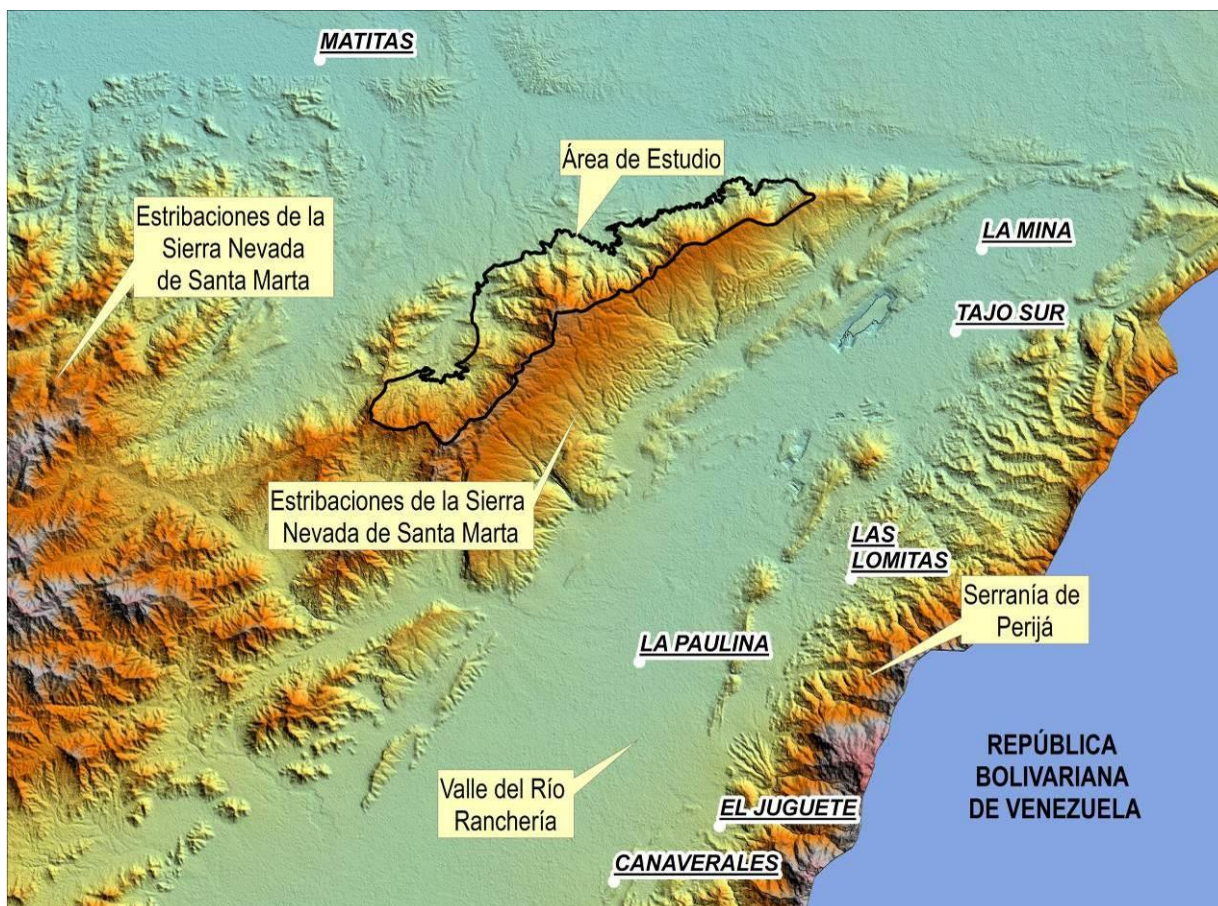 MATITAS
Área de Estudio
Estribaciones de la
Sierra Nevada
de Santa Marta
LA MINA
TAJO SUR
Estribaciones de la Sierra
Nevada de Santa Marta
LAS
LOMITAS
Serranía de
Perijá
LA PAULINA
Valle del Río
Ranchería
REPÚBLICA
BOLIVARIANA
DE VENEZUELA
EL JUGUETE
CANAVERALES